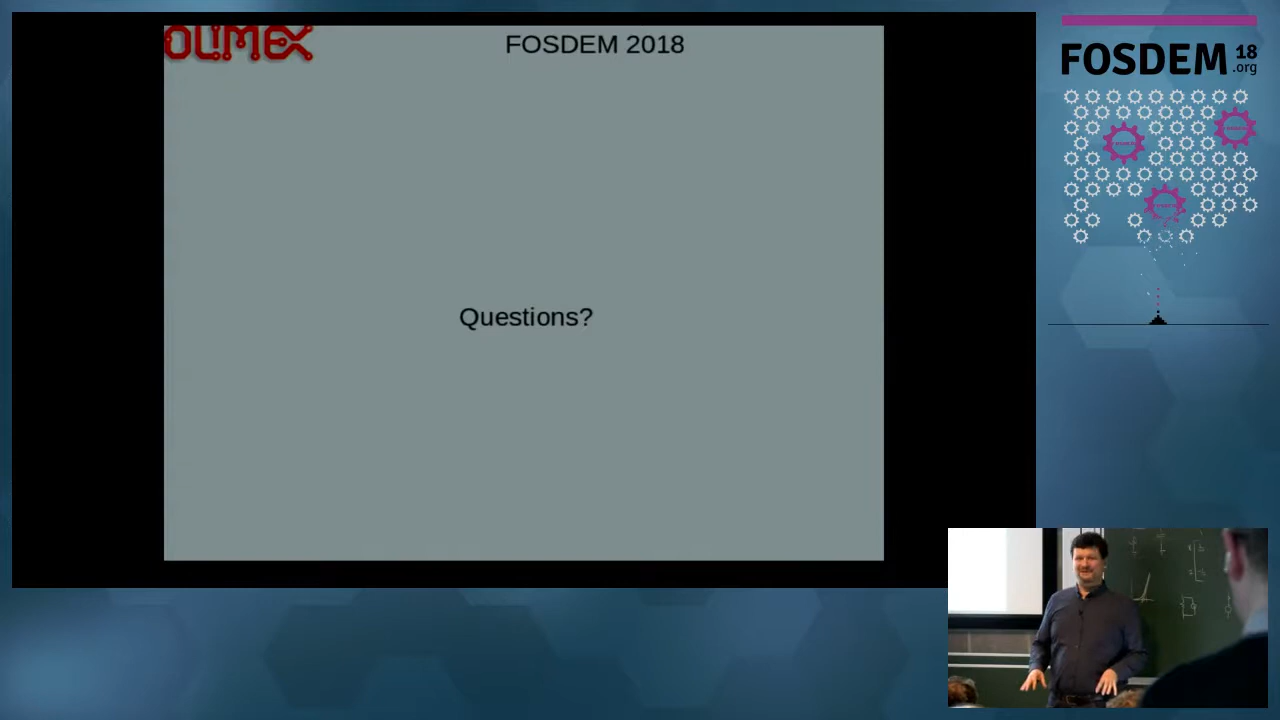 OLIMEX
FOSDEM 2018
Questions?
FOSDEM 18
.org